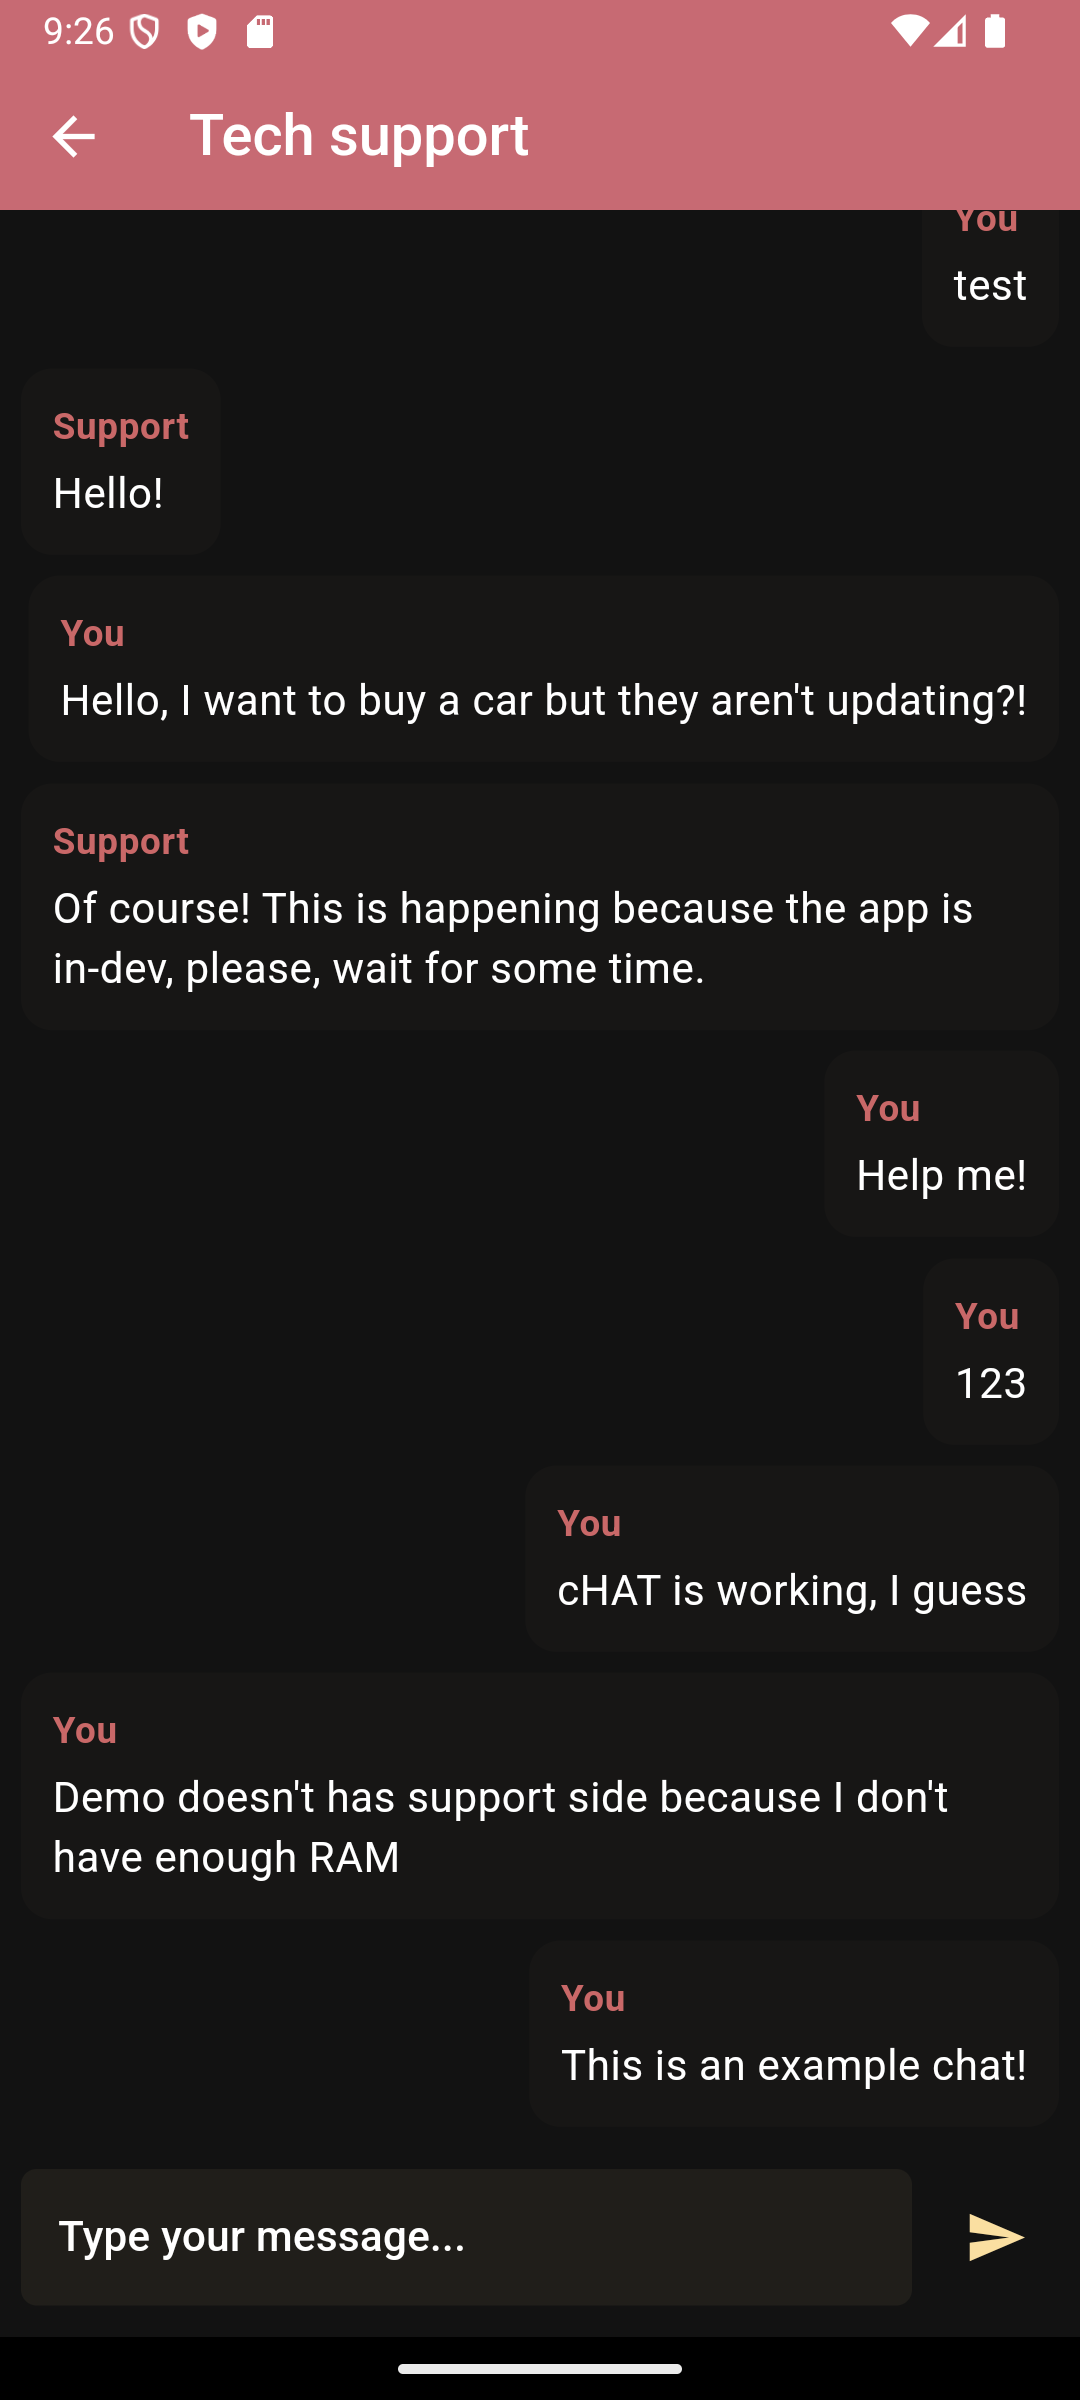 9:26
Tech support
You
test
Support
Hello!
You
Hello, I want to buy a car but they aren't updating?!
Support
Of course! This is happening because the app is
in-dev, please, wait for some time.
You
Help me!
You
123
You
cHAT is working, I guess
You
Demo doesn't has support side because I don't
have enough RAM
You
This is an example chat!
Type your message...